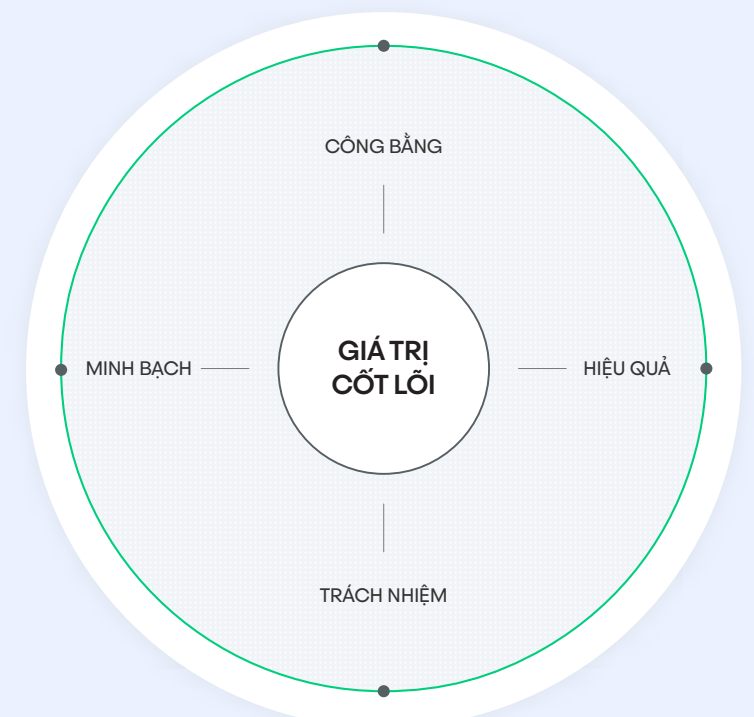 CÔNG BẰNG
MINH BẠCH
GIÁ TRỊ
CỐT LÕI
HIỆU QUẢ
TRÁCH NHIỆM